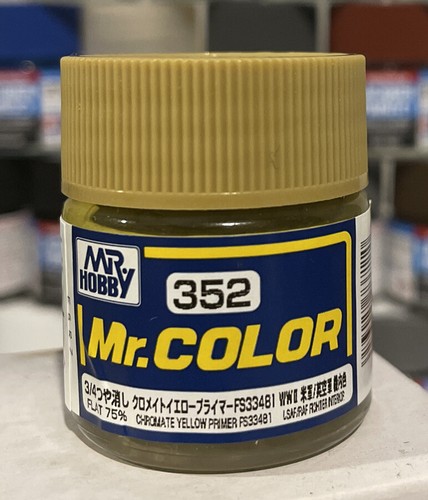 MR
HOBBY
352
Mr.COLOR
3/4つや消し クロメイトイエロープライマーFS33481 WWⅡ 米軍/英空軍 機内色
FLAT 75% CHROMATE YELLOW PRIMER FS33481 USAF/RAF FIGHTER INTERIOR